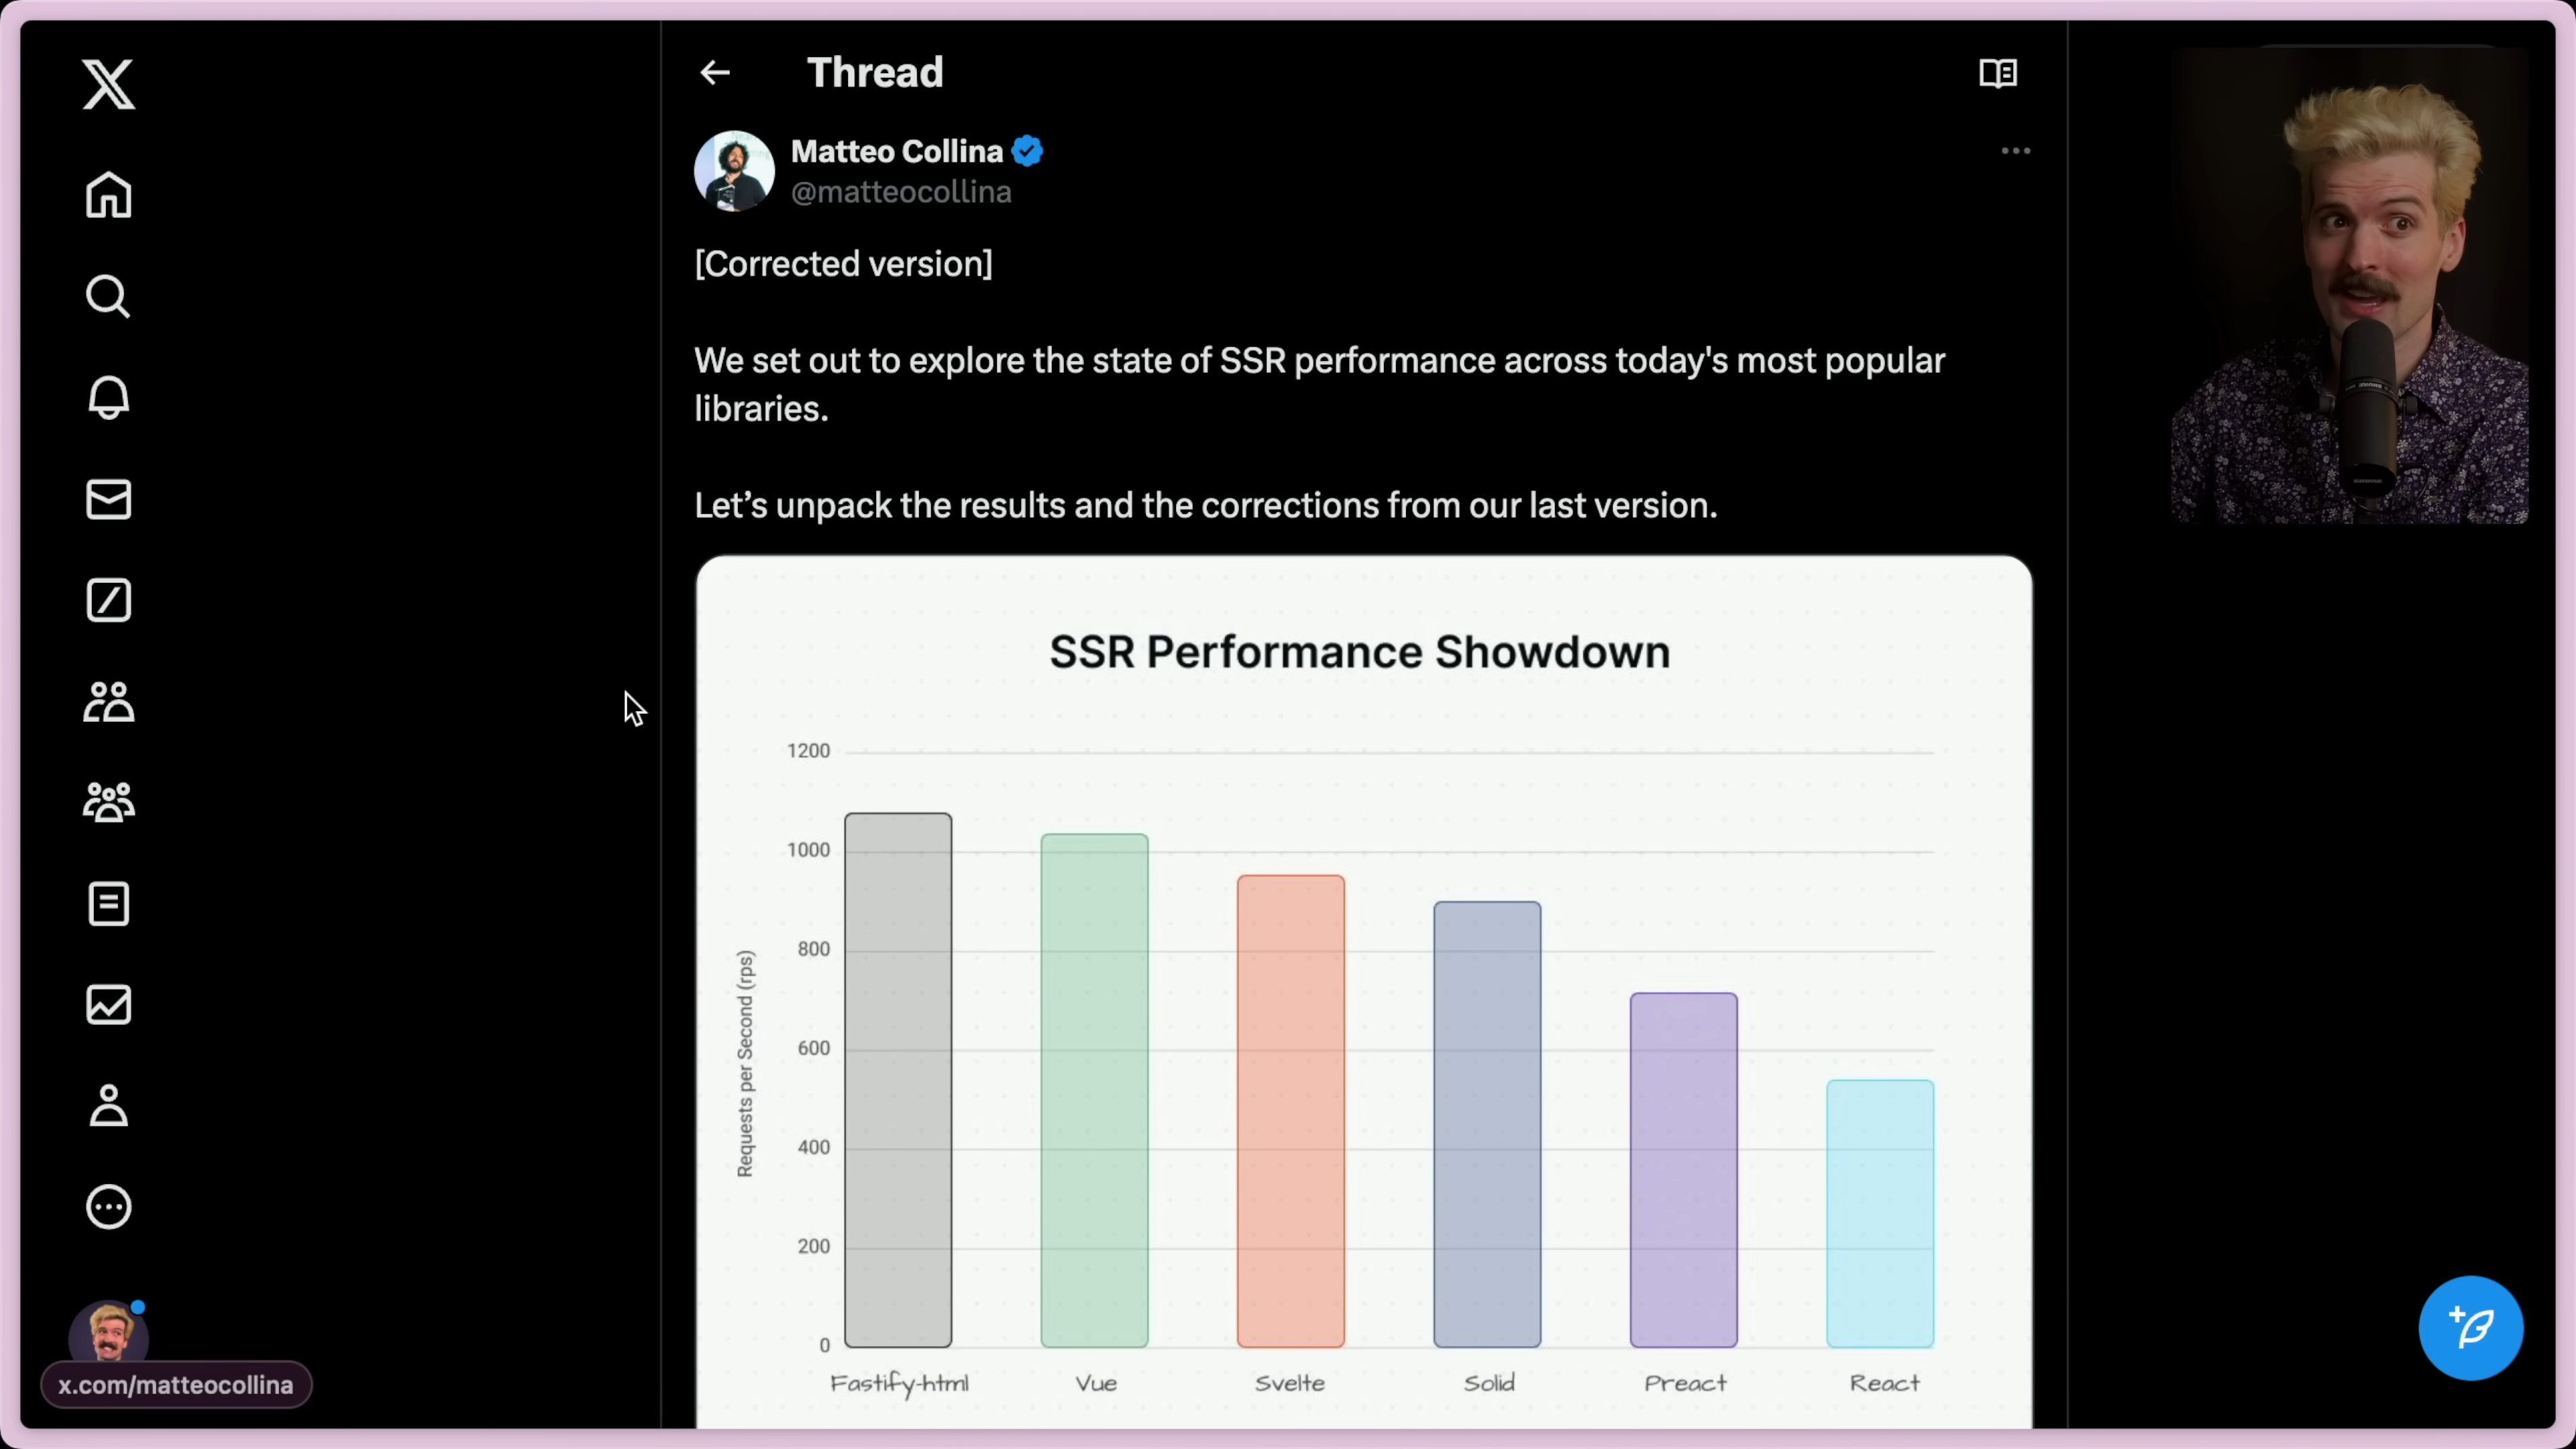 Thread
Matteo Collina
@matteocollina
[Corrected version]
We set out to explore the state of SSR performance across today's most popular
libraries.
Let’s unpack the results and the corrections from our last version.
SSR Performance Showdown
Requests per Second (rps)
1200
1000
800
600
400
200
0
Fastify-html
Vue
Svelte
Solid
Preact
React
x.com/matteocollina